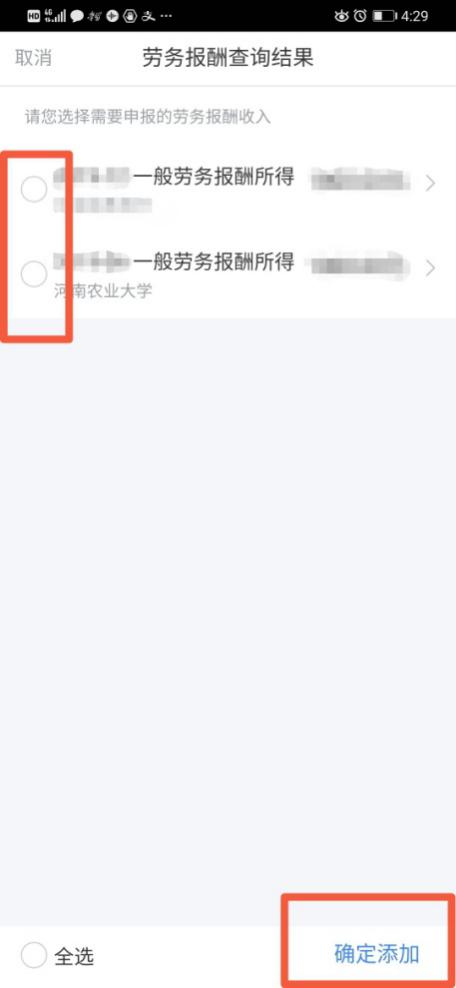 HD 4G 4:29
取消 劳务报酬查询结果
请您选择需要申报的劳务报酬收入
一般劳务报酬所得
一般劳务报酬所得
河南农业大学
全选 确定添加